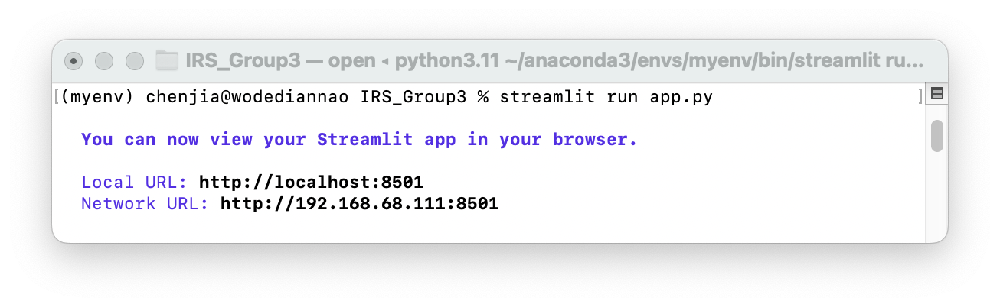 IRS_Group3 — open ◂ python3.11 ~/anaconda3/envs/myenv/bin/streamlit ru...
[(myenv) chenjia@wodediannao IRS_Group3 % streamlit run app.py ]
You can now view your Streamlit app in your browser.
Local URL: http://localhost:8501
Network URL: http://192.168.68.111:8501